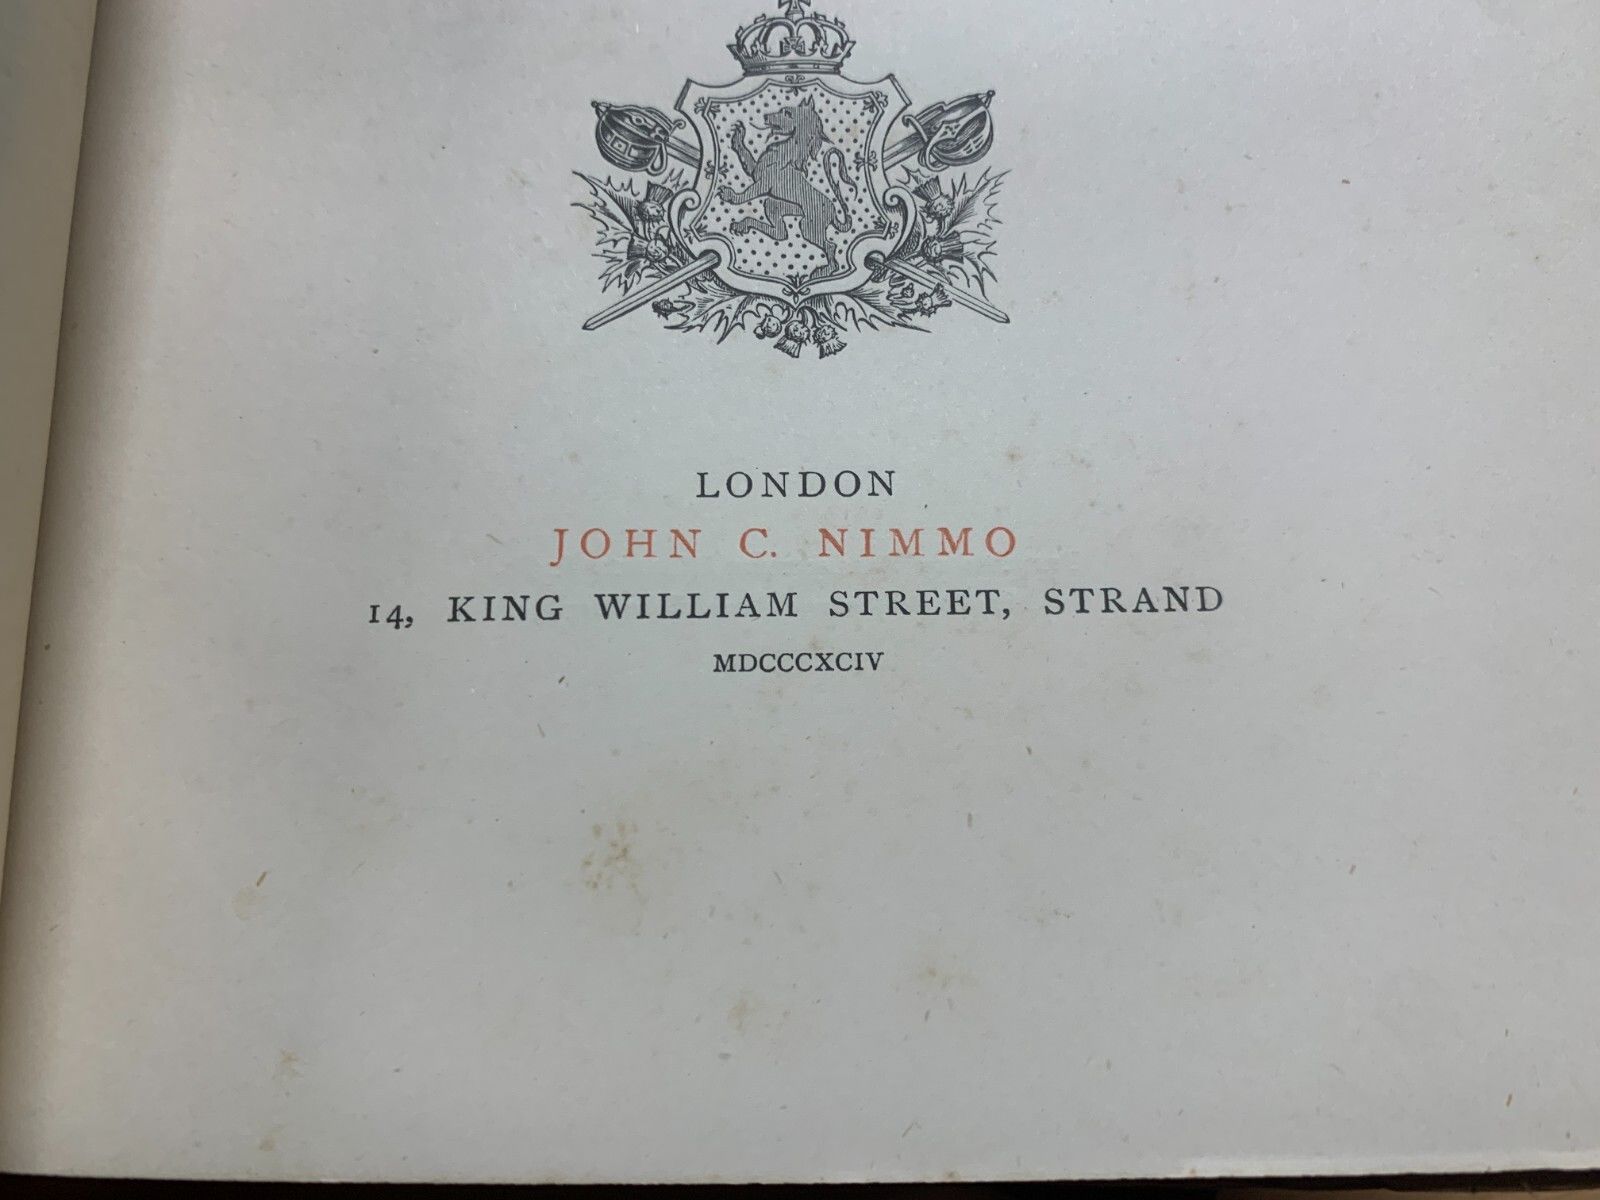 LONDON
JOHN C. NIMMO
14, KING WILLIAM STREET, STRAND
MDCCCXCIV